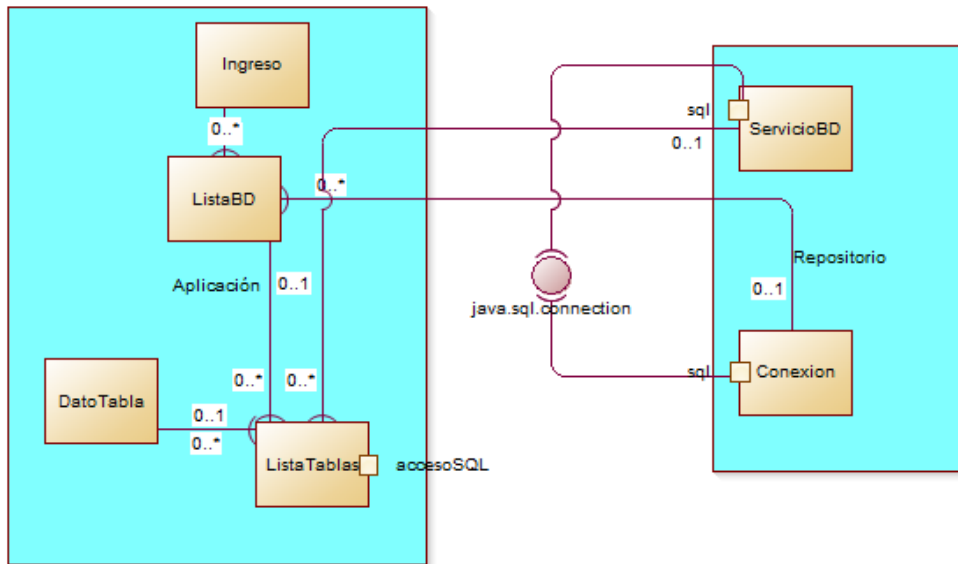 Ingreso
0..*
sql
ServicioBD
0..1
ListaBD
0..*
Aplicación
0..1
Repositorio
0..1
java.sql.connection
0..*
0..*
sql
Conexion
DatoTabla
0..1
0..*
ListaTablas
accesoSQL